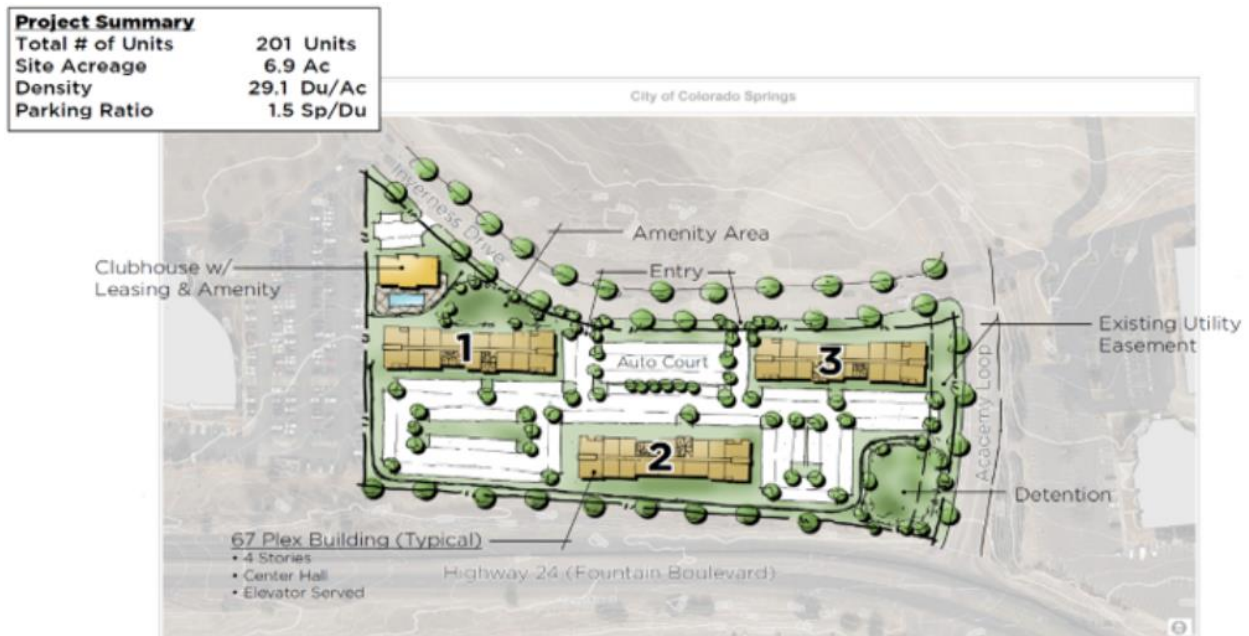 Project Summary
Total # of Units 201 Units
Site Acreage 6.9 Ac
Density 29.1 Du/Ac
Parking Ratio 1.5 Sp/Du
City of Colorado Springs
Inverness Drive
Amenity Area
Clubhouse w/
Leasing & Amenity
Entry
Existing Utility
Easement
1
Auto Court
3
Acacemy Loop
2
Detention
67 Plex Building (Typical)
• 4 Stories
• Center Hall
• Elevator Served
Highway 24 (Fountain Boulevard)